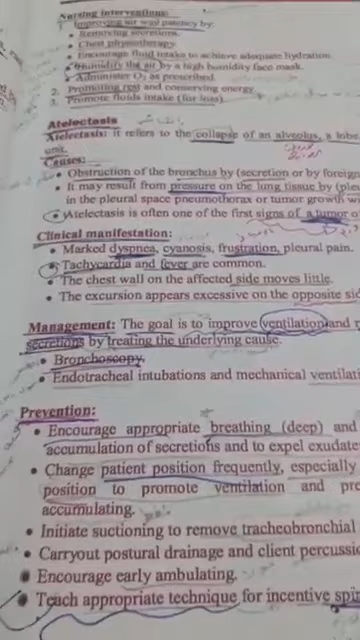 Nursing interventions:
1. Improving air way patency by:
Removing secretions.
• Chest physiotherapy.
• Encourage fluid intake to achieve adequate hydration.
• Humidify the air by a high humidity face mask.
Administer O₂ as prescribed.
2. Promoting rest and conserving energy.
3. Promote fluids intake (for loss)
Atelectasis
Atelectasis: it refers to the collapse of an alveolus, a lobe
unit.
Causes:
• Obstruction of the bronchus by (secretion or by foreign
• It may result from pressure on the lung tissue by (ple
in the pleural space pneumothorax or tumor growth wi
• Atelectasis is often one of the first signs of a tumor o
Clinical manifestation:
• Marked dyspnea, cyanosis, frustration, pleural pain.
• Tachycardia and fever are common.
• The chest wall on the affected side moves little.
• The excursion appears excessive on the opposite sid
Management: The goal is to improve ventilation and r
secretions by treating the underlying cause.
• Bronchoscopy.
• Endotracheal intubations and mechanical ventilati
Prevention:
• Encourage appropriate breathing (deep) and
accumulation of secretions and to expel exudate
• Change patient position frequently, especially
position to promote ventilation and pre
accumulating.
• Initiate suctioning to remove tracheobronchial
• Carryout postural drainage and client percussio
• Encourage early ambulating.
• Teach appropriate technique for incentive spir